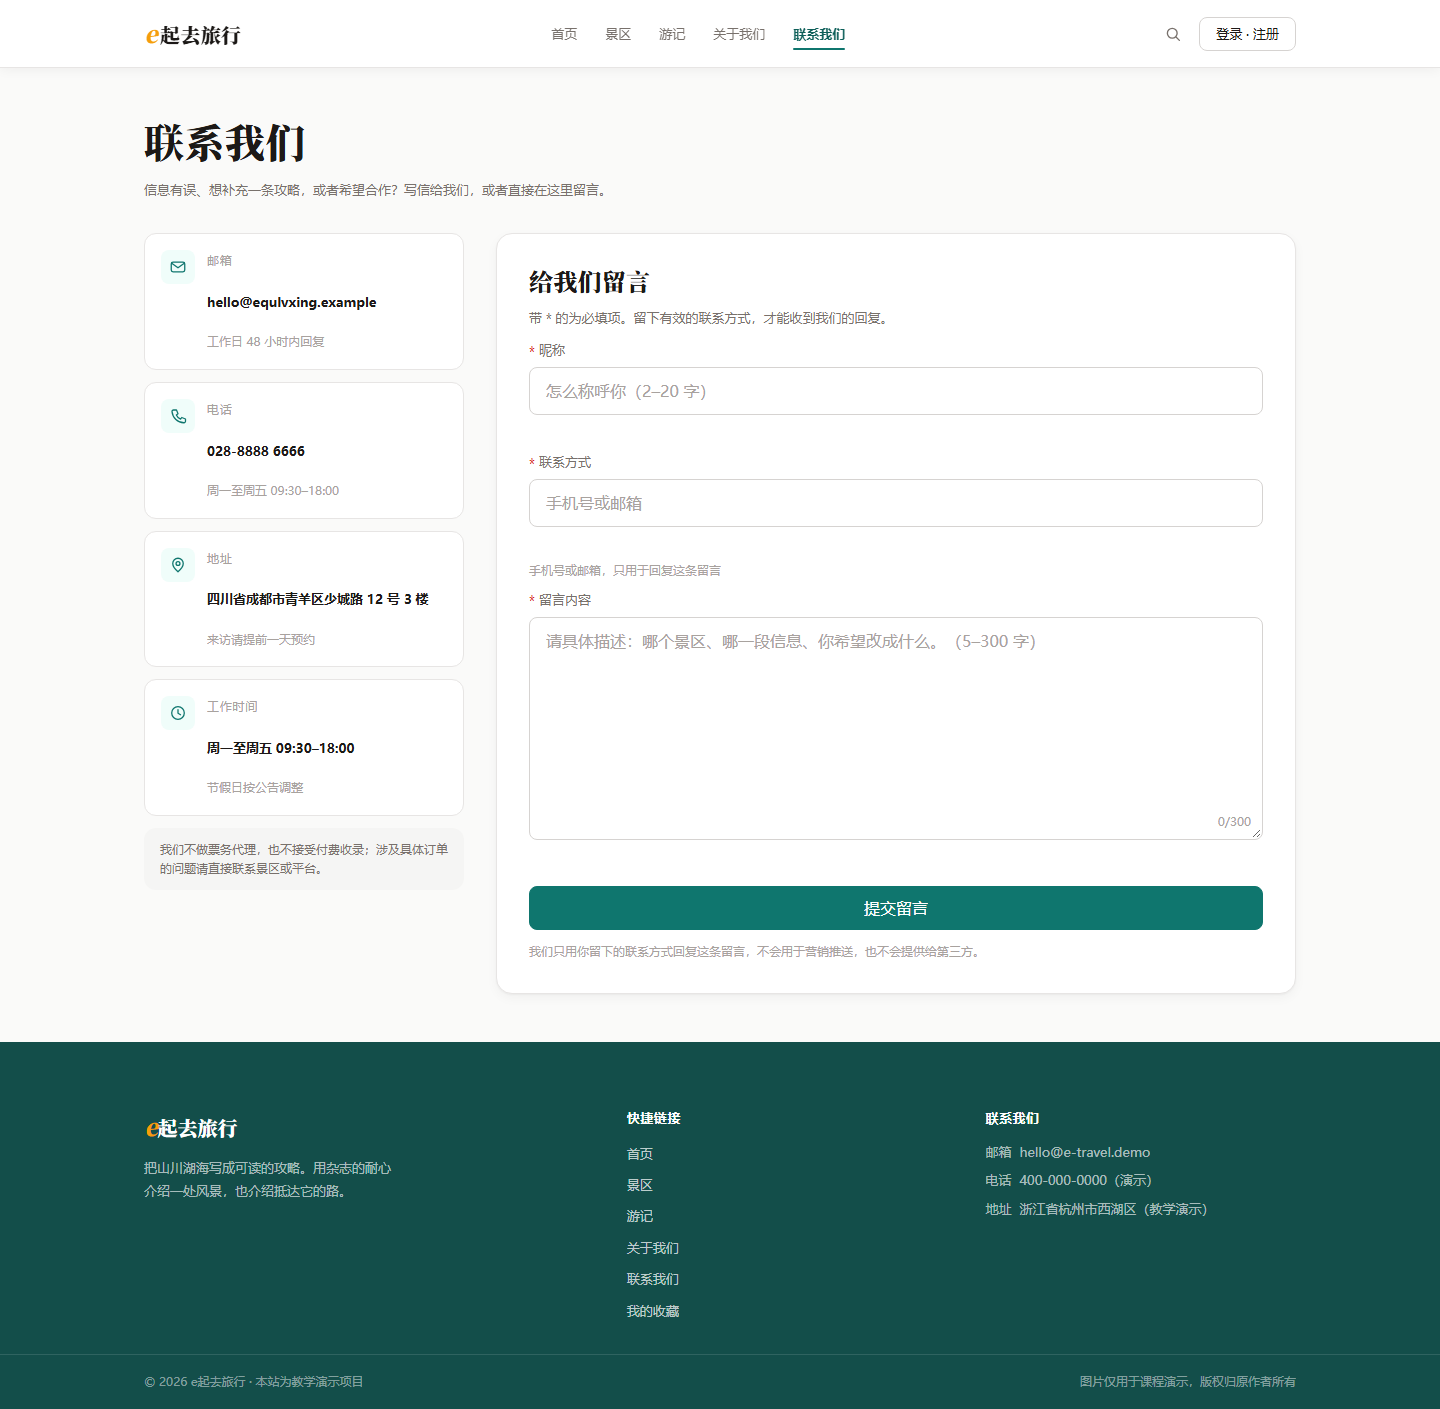 e起去旅行
首页
景区
游记
关于我们
联系我们
登录 · 注册
联系我们
信息有误、想补充一条攻略，或者希望合作？写信给我们，或者直接在这里留言。
邮箱
hello@equlvxing.example
工作日 48 小时内回复
电话
028-8888 6666
周一至周五 09:30–18:00
地址
四川省成都市青羊区少城路 12 号 3 楼
来访请提前一天预约
工作时间
周一至周五 09:30–18:00
节假日按公告调整
我们不做票务代理，也不接受付费收录；涉及具体订单
的问题请直接联系景区或平台。
给我们留言
带 * 的为必填项。留下有效的联系方式，才能收到我们的回复。
* 昵称
怎么称呼你（2–20 字）
* 联系方式
手机号或邮箱
手机号或邮箱，只用于回复这条留言
* 留言内容
请具体描述：哪个景区、哪一段信息、你希望改成什么。（5–300 字）
0/300
提交留言
我们只用你留下的联系方式回复这条留言，不会用于营销推送，也不会提供给第三方。
e起去旅行
把山川湖海写成可读的攻略。用杂志的耐心
介绍一处风景，也介绍抵达它的路。
快捷链接
首页
景区
游记
关于我们
联系我们
我的收藏
联系我们
邮箱 hello@e-travel.demo
电话 400-000-0000（演示）
地址 浙江省杭州市西湖区（教学演示）
© 2026 e起去旅行 · 本站为教学演示项目
图片仅用于课程演示，版权归原作者所有